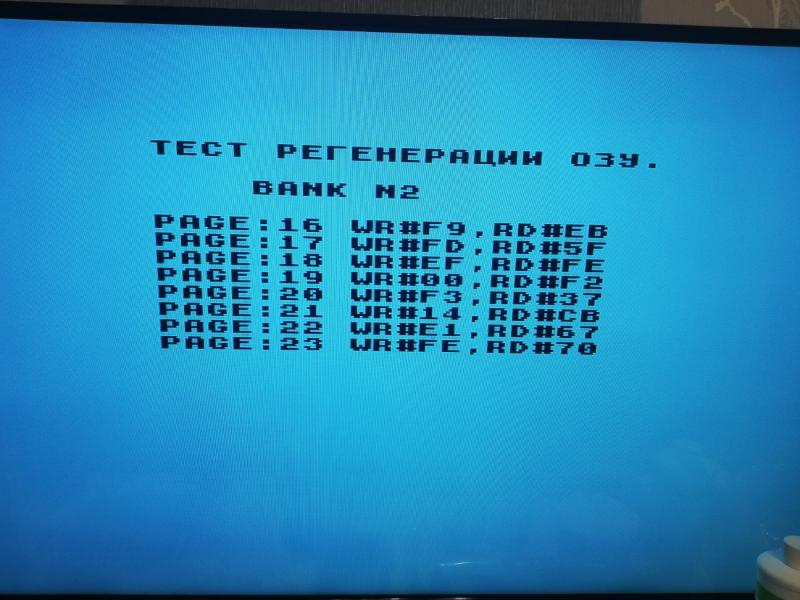 ТЕСТ РЕГЕНЕРАЦИИ ОЗУ.
BANK N2
PAGE:16 WR#F9,RD#EB
PAGE:17 WR#FD,RD#5F
PAGE:18 WR#EF,RD#FE
PAGE:19 WR#00,RD#F2
PAGE:20 WR#F3,RD#37
PAGE:21 WR#14,RD#CB
PAGE:22 WR#E1,RD#67
PAGE:23 WR#FE,RD#70